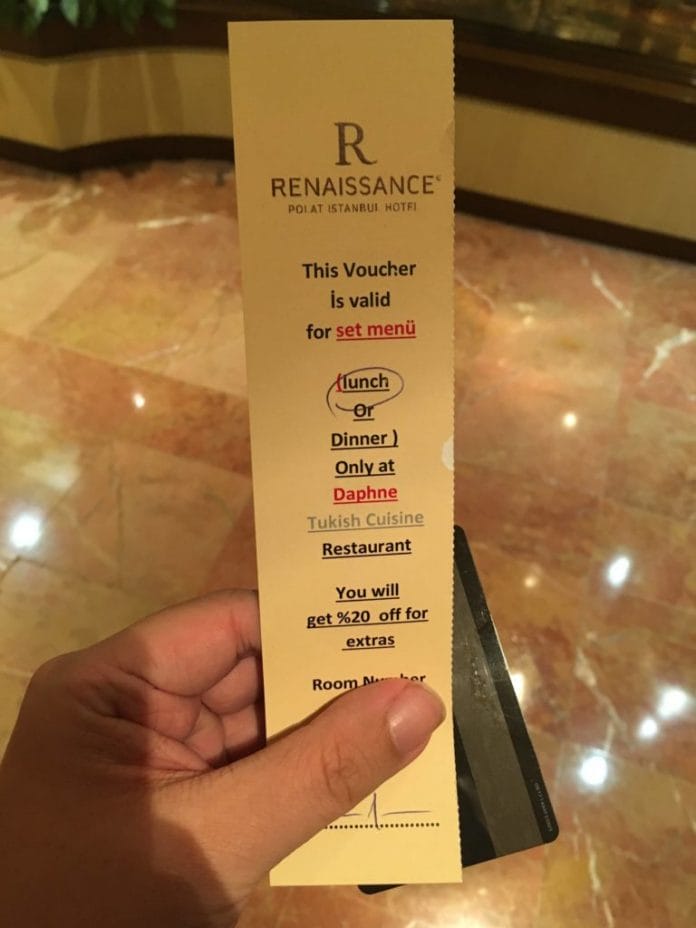 R
RENAISSANCE
POLAT ISTANBUL HOTEL
This Voucher
İs valid
for set menü
(lunch
Or
Dinner )
Only at
Daphne
Tukish Cuisine
Restaurant
You will
get %20 off for
extras
Room